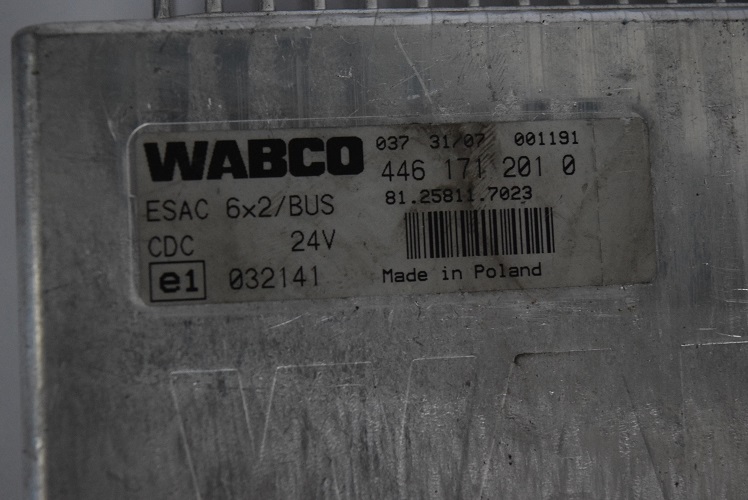 WABCO
037 31/07 001191
446 171 201 0
81.25811.7023
ESAC 6x2/BUS
CDC 24V
e1 032141
Made in Poland